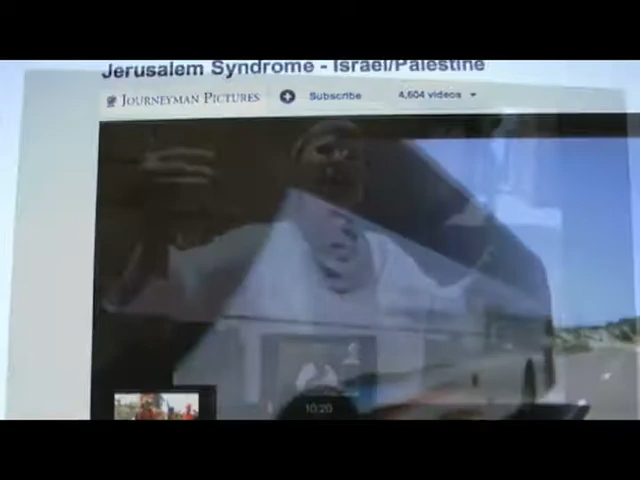 Jerusalem Syndrome - Israel/Palestine
JOURNEYMAN PICTURES Subscribe 4,604 videos
10:20